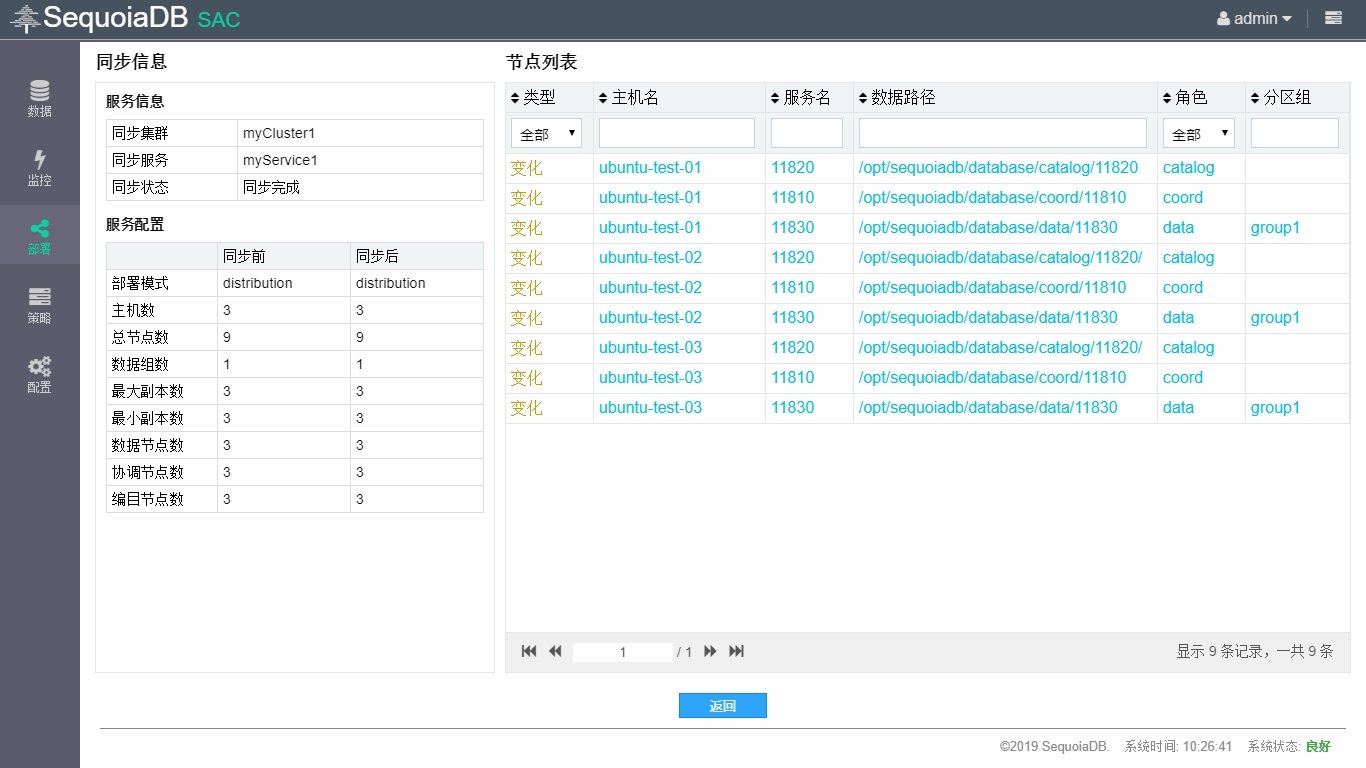 SequoiaDB SAC
admin
数据
监控
部署
策略
配置
同步信息
服务信息
同步集群 myCluster1
同步服务 myService1
同步状态 同步完成
服务配置
同步前 同步后
部署模式 distribution distribution
主机数 3 3
总节点数 9 9
数据组数 1 1
最大副本数 3 3
最小副本数 3 3
数据节点数 3 3
协调节点数 3 3
编目节点数 3 3
节点列表
类型 主机名 服务名 数据路径 角色 分区组
全部 全部
变化 ubuntu-test-01 11820 /opt/sequoiadb/database/catalog/11820 catalog
变化 ubuntu-test-01 11810 /opt/sequoiadb/database/coord/11810 coord
变化 ubuntu-test-01 11830 /opt/sequoiadb/database/data/11830 data group1
变化 ubuntu-test-02 11820 /opt/sequoiadb/database/catalog/11820/ catalog
变化 ubuntu-test-02 11810 /opt/sequoiadb/database/coord/11810 coord
变化 ubuntu-test-02 11830 /opt/sequoiadb/database/data/11830 data group1
变化 ubuntu-test-03 11820 /opt/sequoiadb/database/catalog/11820/ catalog
变化 ubuntu-test-03 11810 /opt/sequoiadb/database/coord/11810 coord
变化 ubuntu-test-03 11830 /opt/sequoiadb/database/data/11830 data group1
1 / 1 显示 9 条记录，一共 9 条
返回
©2019 SequoiaDB. 系统时间: 10:26:41 系统状态: 良好